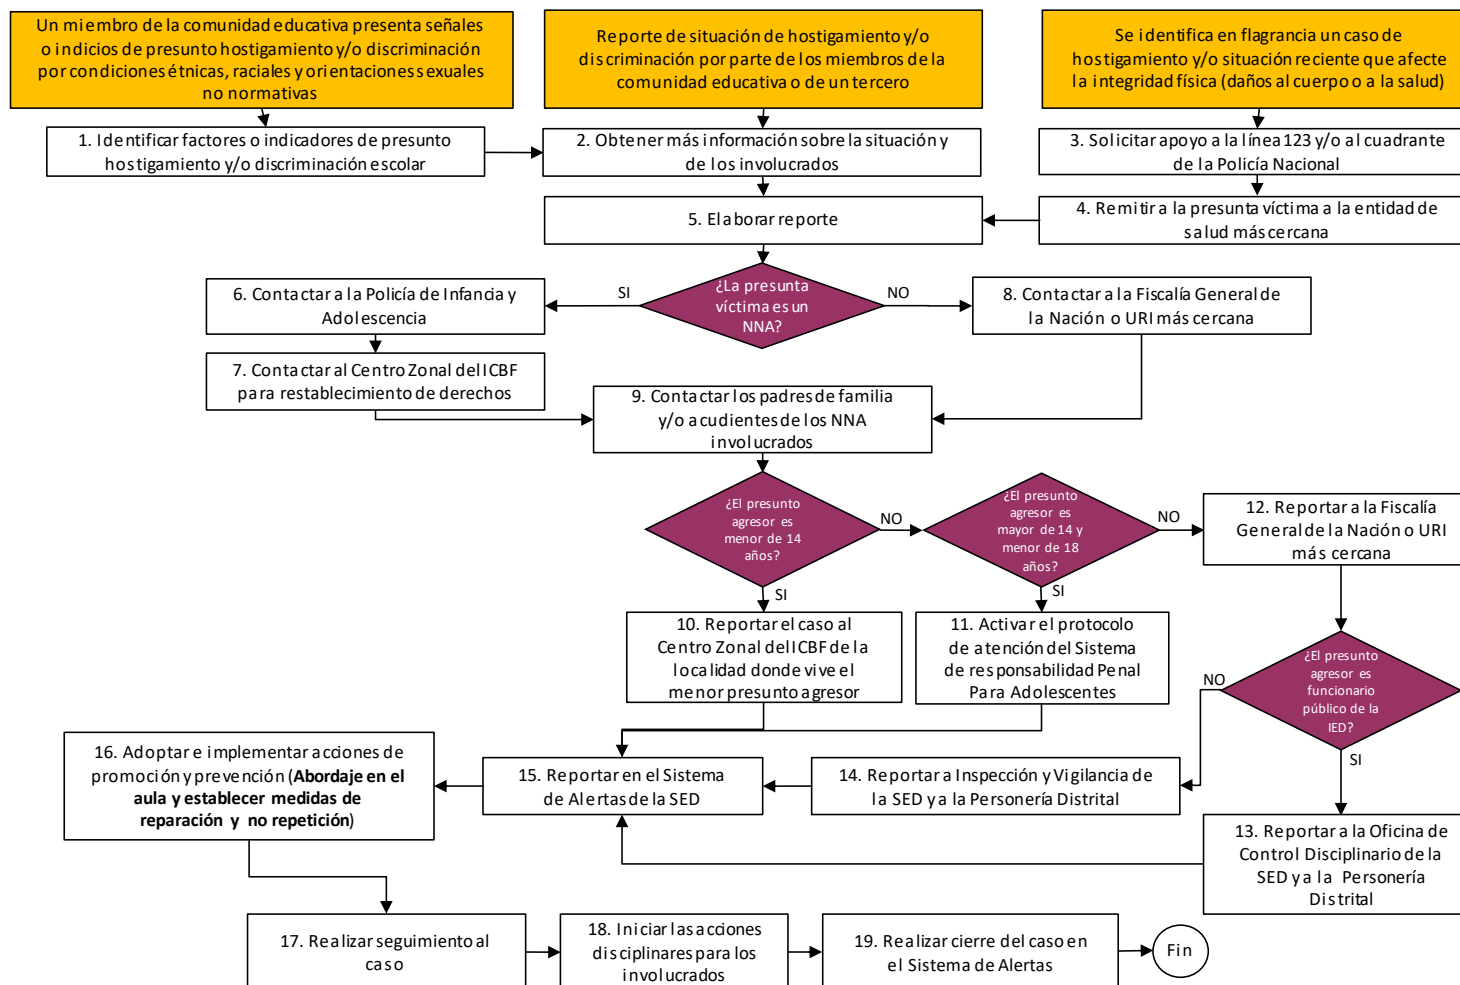 Un miembro de la comunidad educativa presenta señales
o indicios de presunto hostigamiento y/o discriminación
por condiciones étnicas, raciales y orientaciones sexuales
no normativas
Reporte de situación de hostigamiento y/o
discriminación por parte de los miembros de la
comunidad educativa o de un tercero
Se identifica en flagrancia un caso de
hostigamiento y/o situación reciente que afecte
la integridad física (daños al cuerpo o a la salud)
1. Identificar factores o indicadores de presunto
hostigamiento y/o discriminación escolar
2. Obtener más información sobre la situación y
de los involucrados
3. Solicitar apoyo a la línea 123 y/o al cuadrante
de la Policía Nacional
5. Elaborar reporte
4. Remitir a la presunta víctima a la entidad de
salud más cercana
6. Contactar a la Policía de Infancia y
Adolescencia
SI
¿La presunta
víctima es un
NNA?
NO
8. Contactar a la Fiscalía General de
la Nación o URI más cercana
7. Contactar al Centro Zonal del ICBF
para restablecimiento de derechos
9. Contactar los padres de familia
y/o acudientes de los NNA
involucrados
¿El presunto
agresor es
menor de 14
años?
NO
¿El presunto
agresor es
mayor de 14 y
menor de 18
años?
NO
12. Reportar a la Fiscalía
General de la Nación o URI
más cercana
SI
SI
10. Reportar el caso al
Centro Zonal del ICBF de la
localidad donde vive el
menor presunto agresor
11. Activar el protocolo
de atención del Sistema
de responsabilidad Penal
Para Adolescentes
¿El presunto
agresor es
funcionario
público de la
IED?
NO
SI
16. Adoptar e implementar acciones de
promoción y prevención (Abordaje en el
aula y establecer medidas de
reparación y no repetición)
15. Reportar en el Sistema
de Alertas de la SED
14. Reportar a Inspección y Vigilancia de
la SED y a la Personería Distrital
13. Reportar a la Oficina de
Control Disciplinario de la
SED y a la Personería
Distrital
17. Realizar seguimiento al
caso
18. Iniciar las acciones
disciplinares para los
involucrados
19. Realizar cierre del caso en
el Sistema de Alertas
Fin